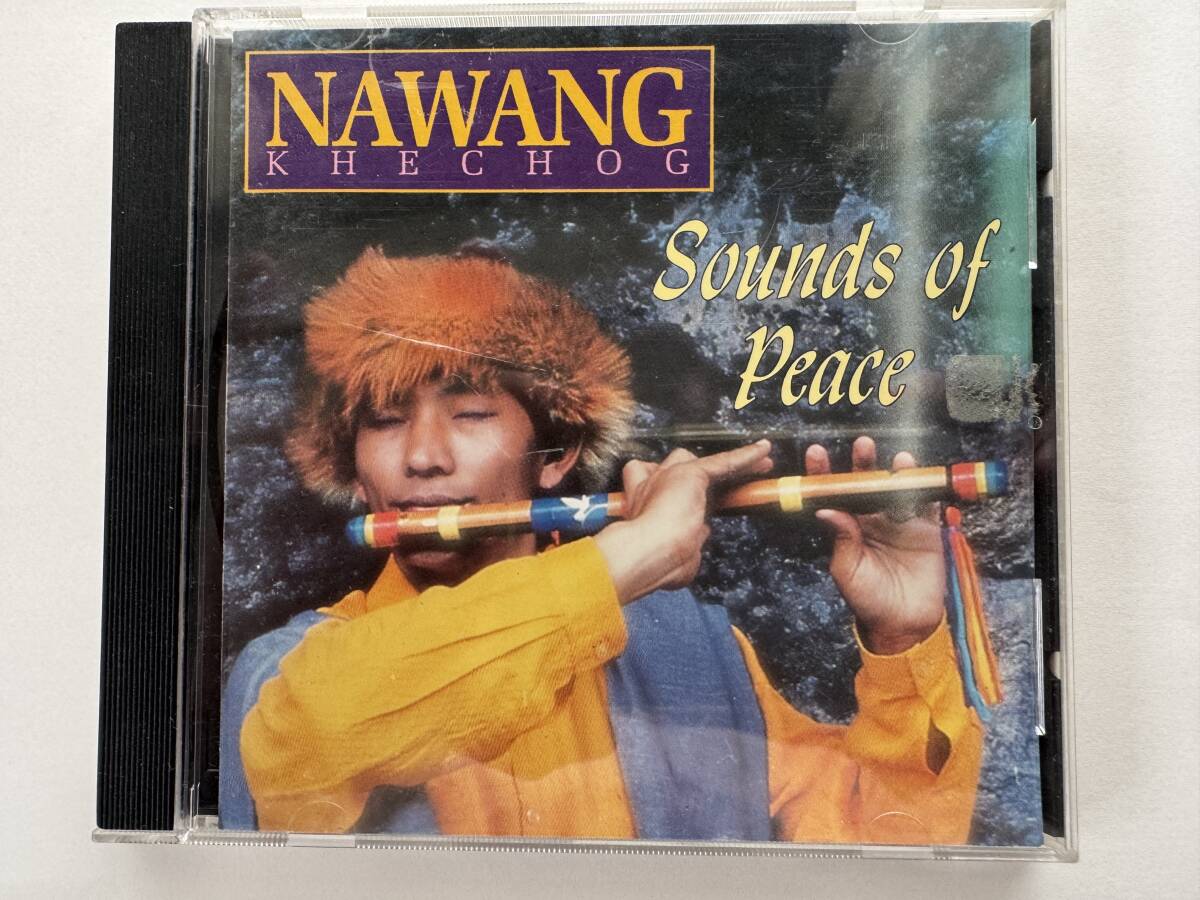 NAWANG
KHECHOG
Sounds of
Peace